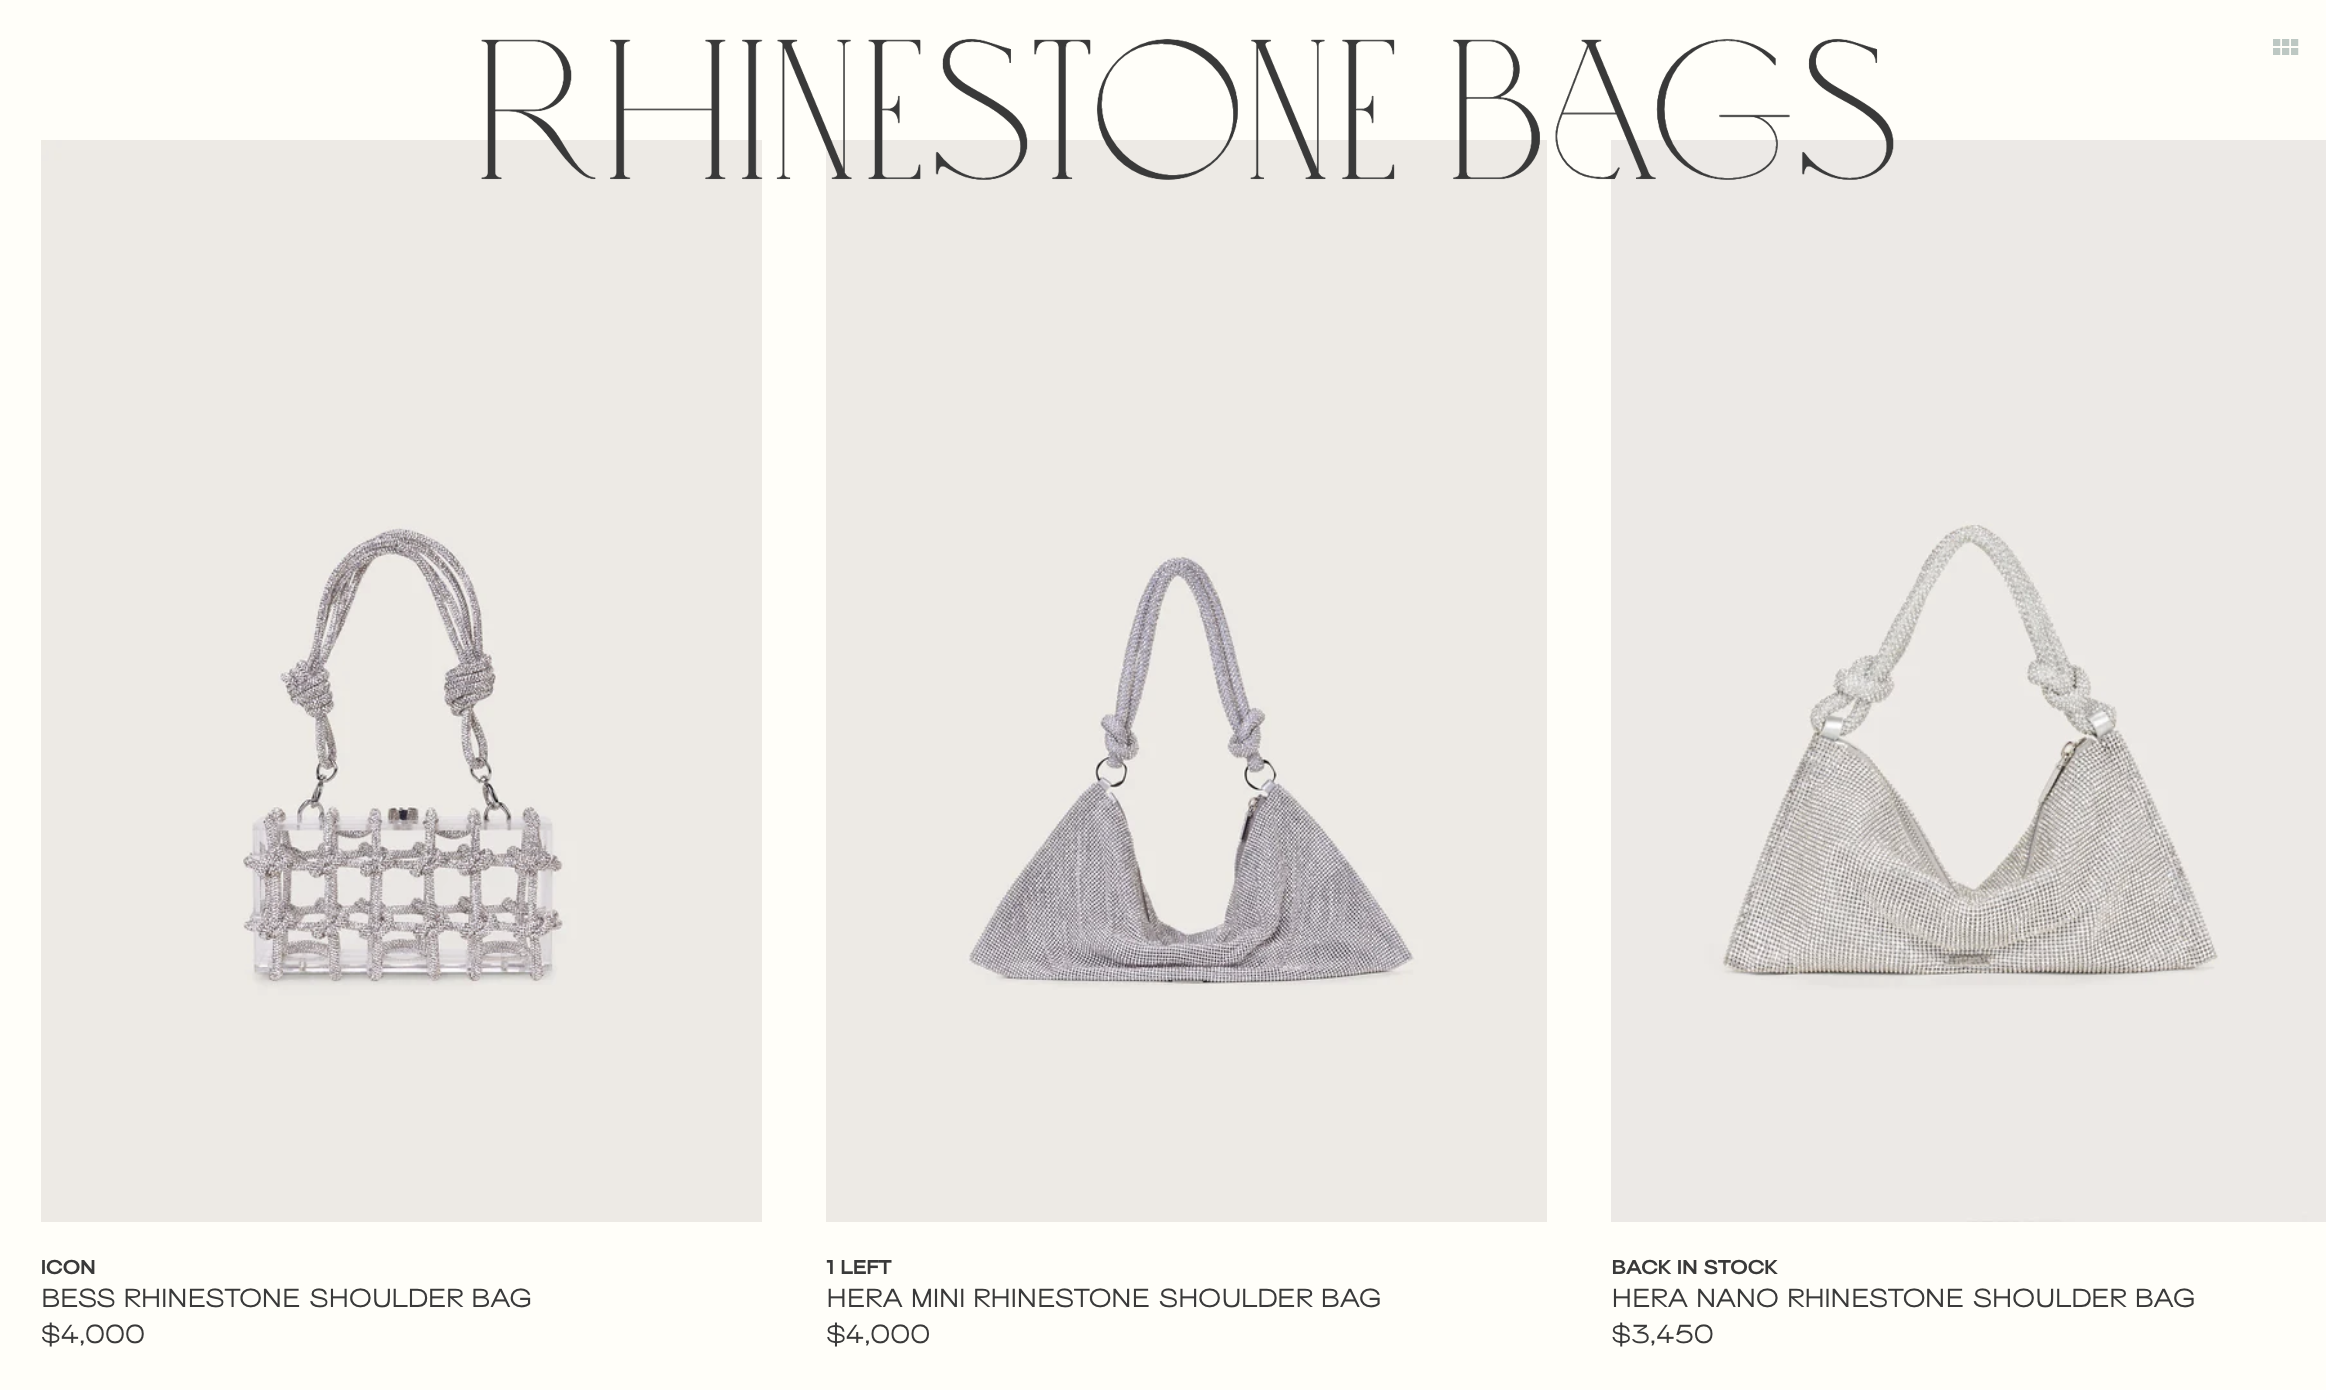 RHINESTONE BAGS
ICON
BESS RHINESTONE SHOULDER BAG
$4,000
1 LEFT
HERA MINI RHINESTONE SHOULDER BAG
$4,000
BACK IN STOCK
HERA NANO RHINESTONE SHOULDER BAG
$3,450